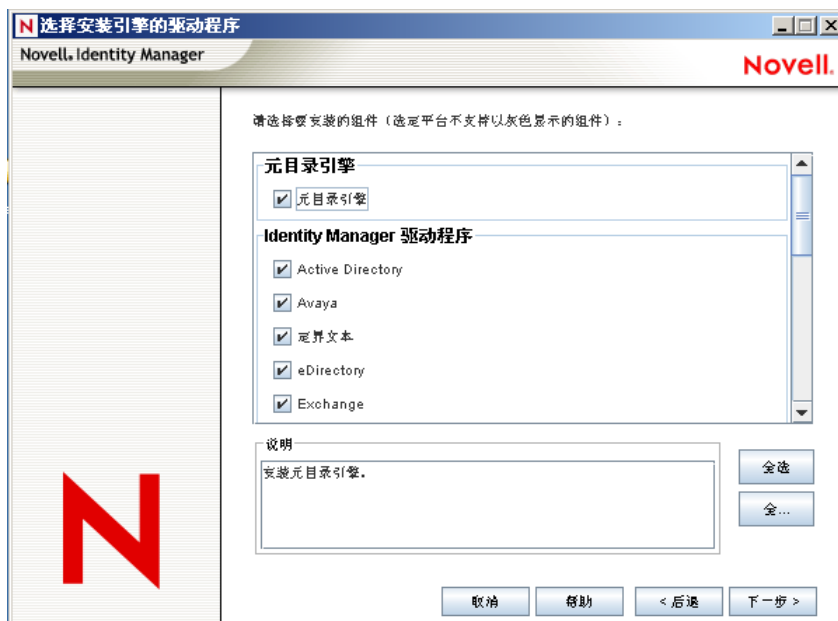 选择安装引擎的驱动程序
Novell® Identity Manager
Novell.
请选择要安装的组件（选定平台不支持以灰色显示的组件）：
元目录引擎
元目录引擎
Identity Manager 驱动程序
Active Directory
Avaya
定界文本
eDirectory
Exchange
说明
安装元目录引擎.
全选
全...
取消
帮助
< 后退
下一步 >